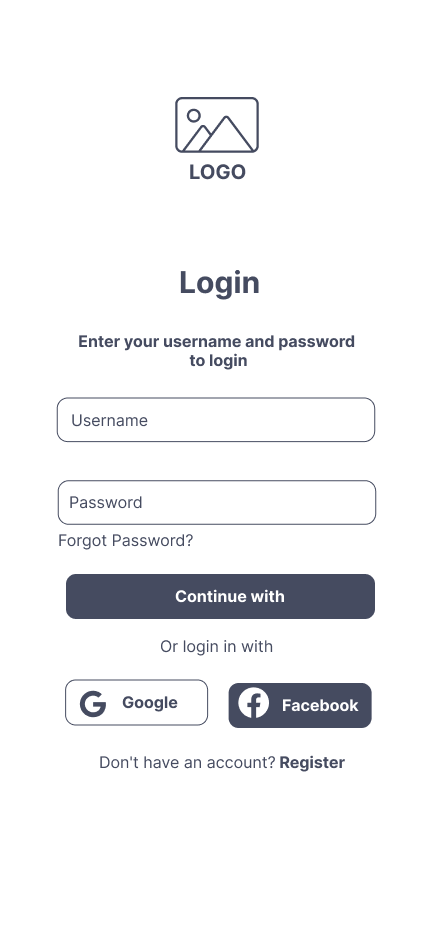 LOGO
Login
Enter your username and password
to login
Username
Password
Forgot Password?
Continue with
Or login in with
Google
Facebook
Don't have an account? Register